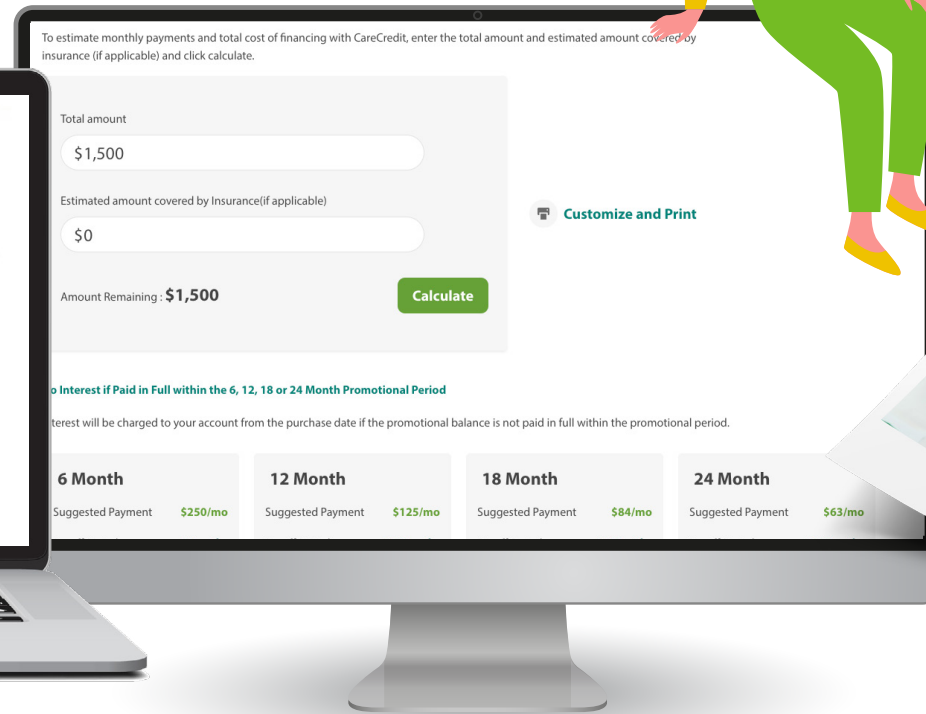 To estimate monthly payments and total cost of financing with CareCredit, enter the total amount and estimated amount covered by
insurance (if applicable) and click calculate.
Total amount
$1,500
Estimated amount covered by Insurance(if applicable)
$0
Customize and Print
Amount Remaining : $1,500
Calculate
o Interest if Paid in Full within the 6, 12, 18 or 24 Month Promotional Period
terest will be charged to your account from the purchase date if the promotional balance is not paid in full within the promotional period.
6 Month
Suggested Payment $250/mo
12 Month
Suggested Payment $125/mo
18 Month
Suggested Payment $84/mo
24 Month
Suggested Payment $63/mo